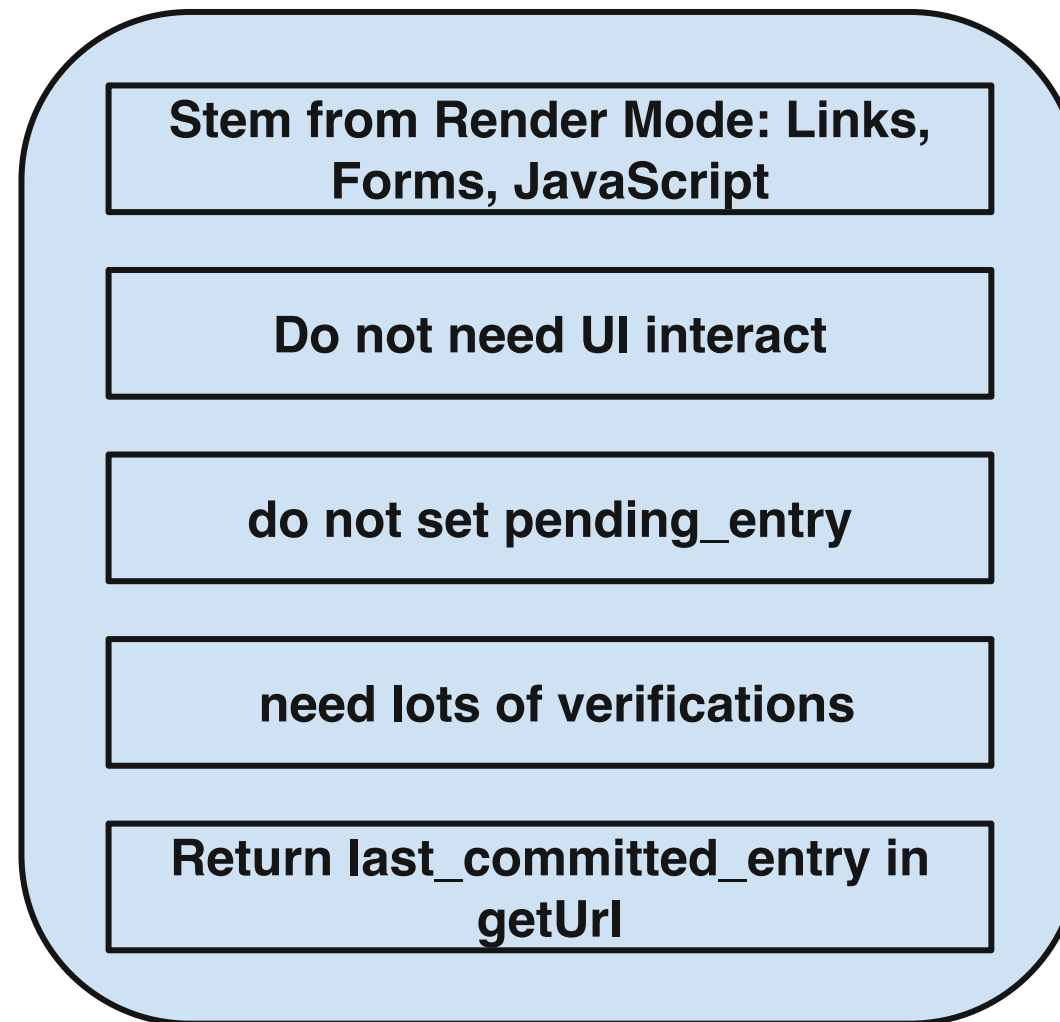 Stem from Render Mode: Links,
Forms, JavaScript
Do not need UI interact
do not set pending_entry
need lots of verifications
Return last_committed_entry in
getUrl